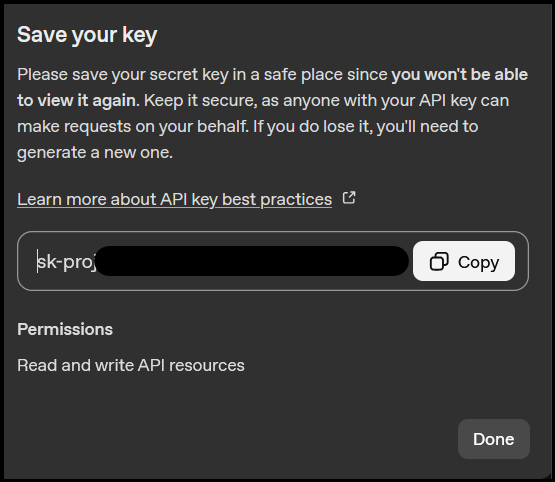 Save your key
Please save your secret key in a safe place since you won't be able
to view it again. Keep it secure, as anyone with your API key can
make requests on your behalf. If you do lose it, you'll need to
generate a new one.
Learn more about API key best practices
sk-proj
Copy
Permissions
Read and write API resources
Done